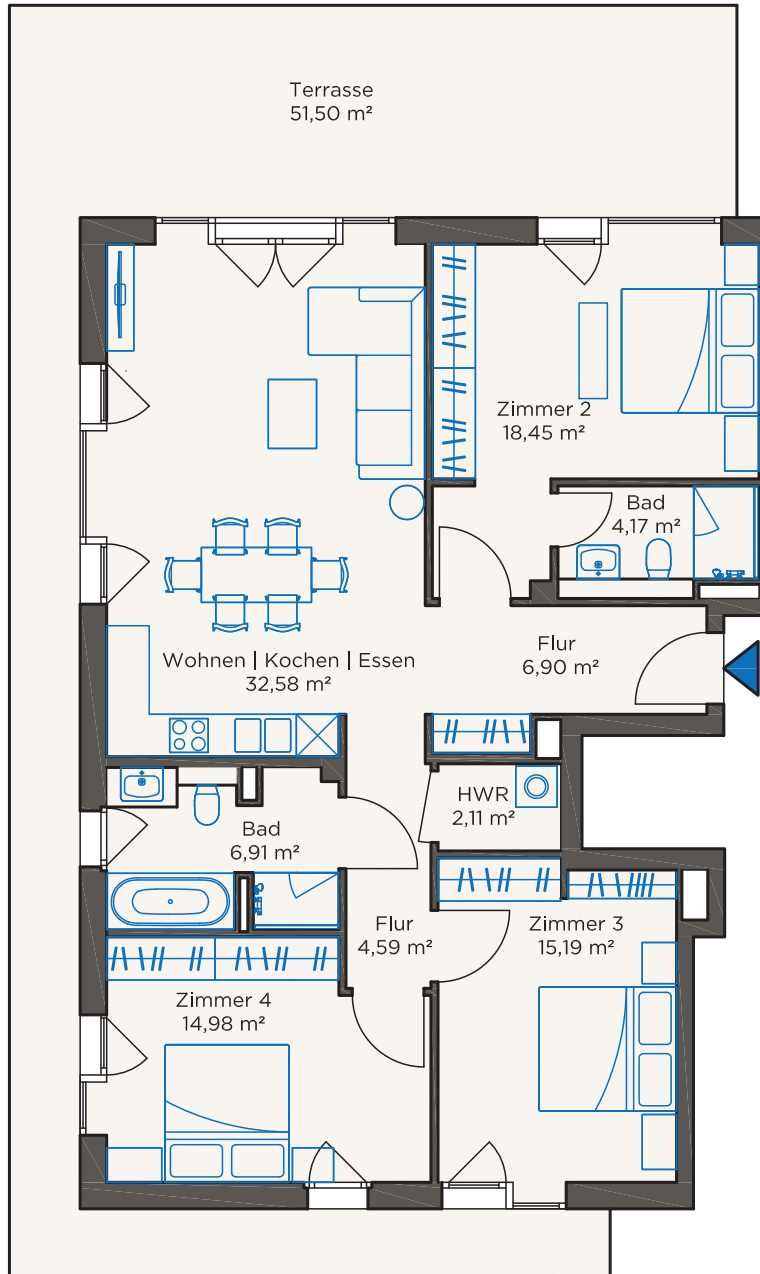 Terrasse
51,50 m²
Zimmer 2
18,45 m²
Bad
4,17 m²
Flur
6,90 m²
Wohnen | Kochen | Essen
32,58 m²
HWR
2,11 m²
Bad
6,91 m²
Flur
4,59 m²
Zimmer 3
15,19 m²
Zimmer 4
14,98 m²